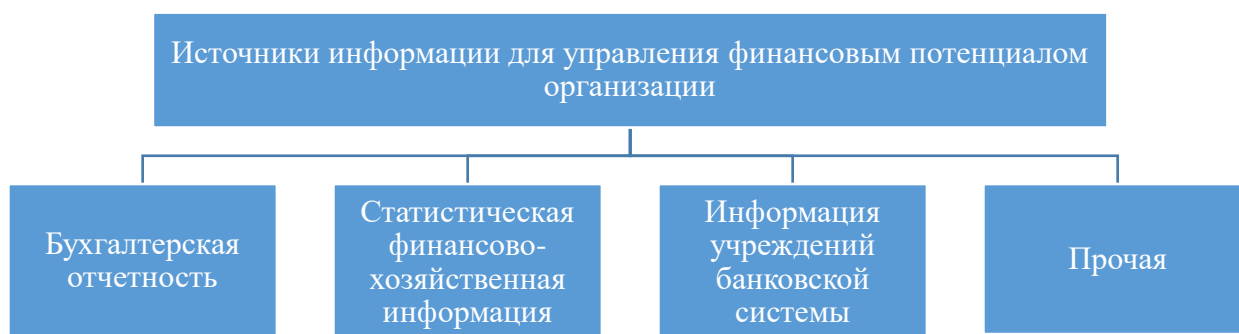 Источники информации для управления финансовым потенциалом
организации
Бухгалтерская
отчетность
Статистическая
финансово-
хозяйственная
информация
Информация
учреждений
банковской
системы
Прочая